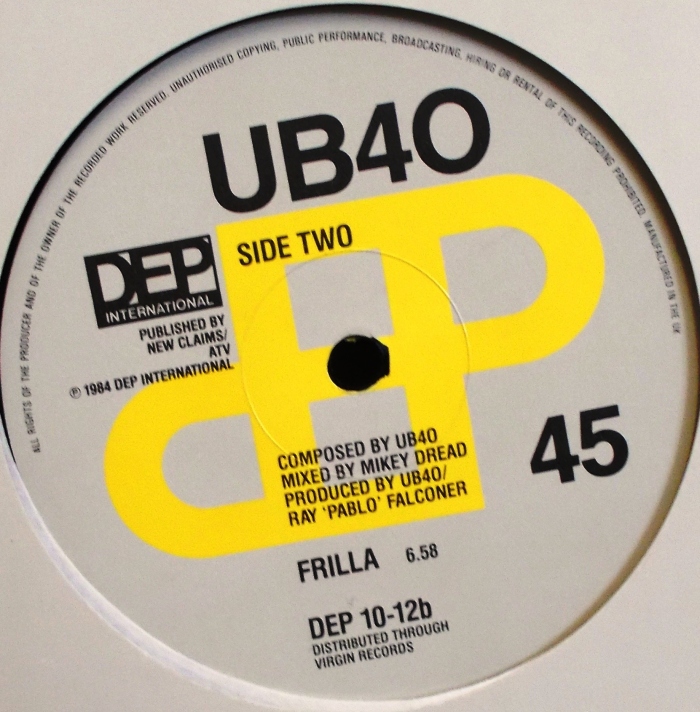 ALL RIGHTS OF THE PRODUCER AND OF THE OWNER OF THE RECORDED WORK RESERVED. UNAUTHORISED COPYING, PUBLIC PERFORMANCE, BROADCASTING, HIRING OR RENTAL OF THIS RECORDING PROHIBITED. MANUFACTURED IN THE UK
UB40
SIDE TWO
DEP
INTERNATIONAL
PUBLISHED BY
NEW CLAIMS/
ATV
℗ 1984 DEP INTERNATIONAL
45
COMPOSED BY UB40
MIXED BY MIKEY DREAD
PRODUCED BY UB40/
RAY 'PABLO' FALCONER
FRILLA 6.58
DEP 10-12b
DISTRIBUTED THROUGH
VIRGIN RECORDS